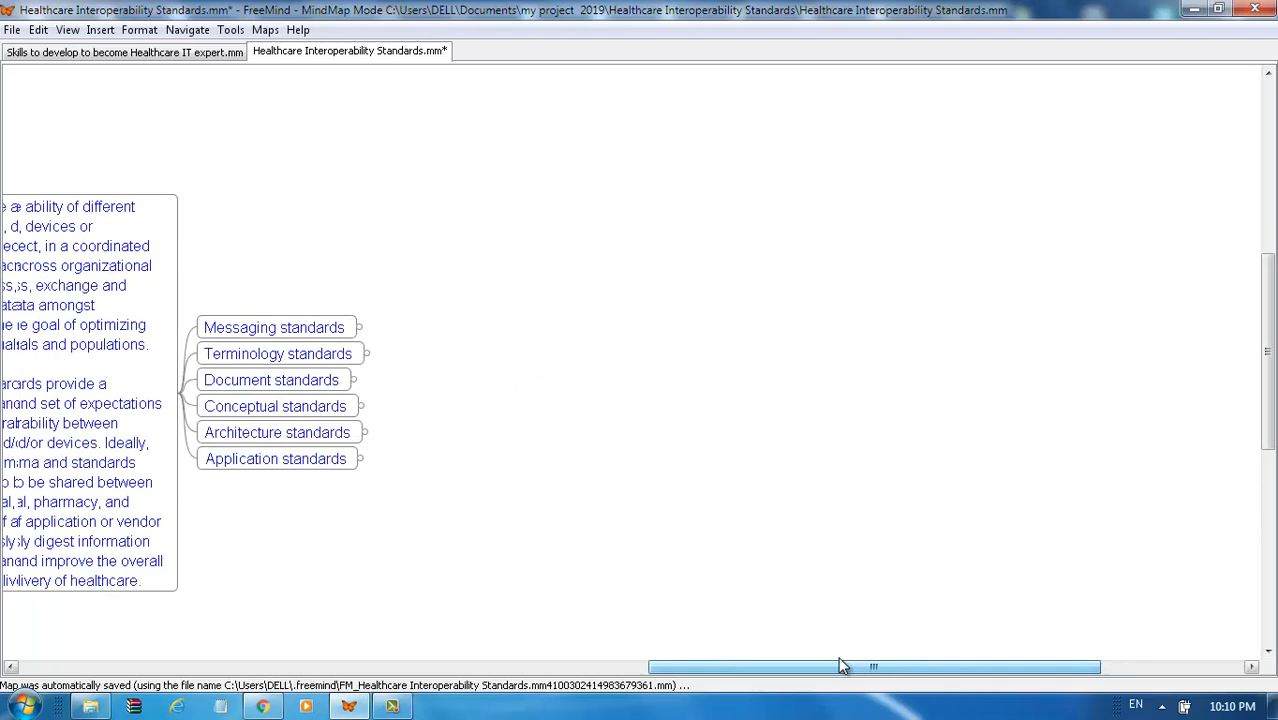 Healthcare Interoperability Standards.mm* - FreeMind - MindMap Mode C:\Users\DELL\Documents\my project 2019\Healthcare Interoperability Standards\Healthcare Interoperability Standards.mm
File Edit View Insert Format Navigate Tools Maps Help
Skills to develop to become Healthcare IT expert.mm Healthcare Interoperability Standards.mm*
ability of different
devices or
in a coordinated
across organizational
exchange and
amongst
goal of optimizing
and populations.
provide a
and set of expectations
between
devices. Ideally,
and standards
to be shared between
pharmacy, and
application or vendor
digest information
and improve the overall
of healthcare.
Messaging standards
Terminology standards
Document standards
Conceptual standards
Architecture standards
Application standards
Map was automatically saved (using the file name C:\Users\DELL\.freemind\FM_Healthcare Interoperability Standards.mm4100302414983679361.mm) ...
EN 10:10 PM